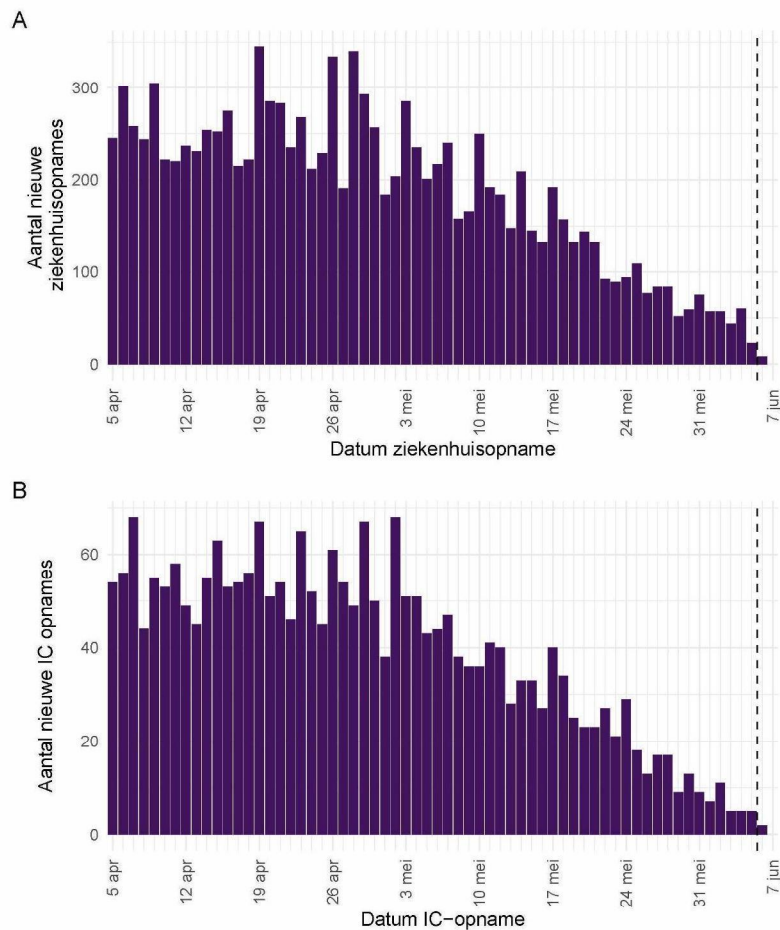 A
Aantal nieuwe
ziekenhuisopnames
300
200
100
0
5 apr
12 apr
19 apr
26 apr
3 mei
10 mei
17 mei
24 mei
31 mei
7 jun
Datum ziekenhuisopname
B
Aantal nieuwe IC opnames
60
40
20
0
5 apr
12 apr
19 apr
26 apr
3 mei
10 mei
17 mei
24 mei
31 mei
7 jun
Datum IC−opname